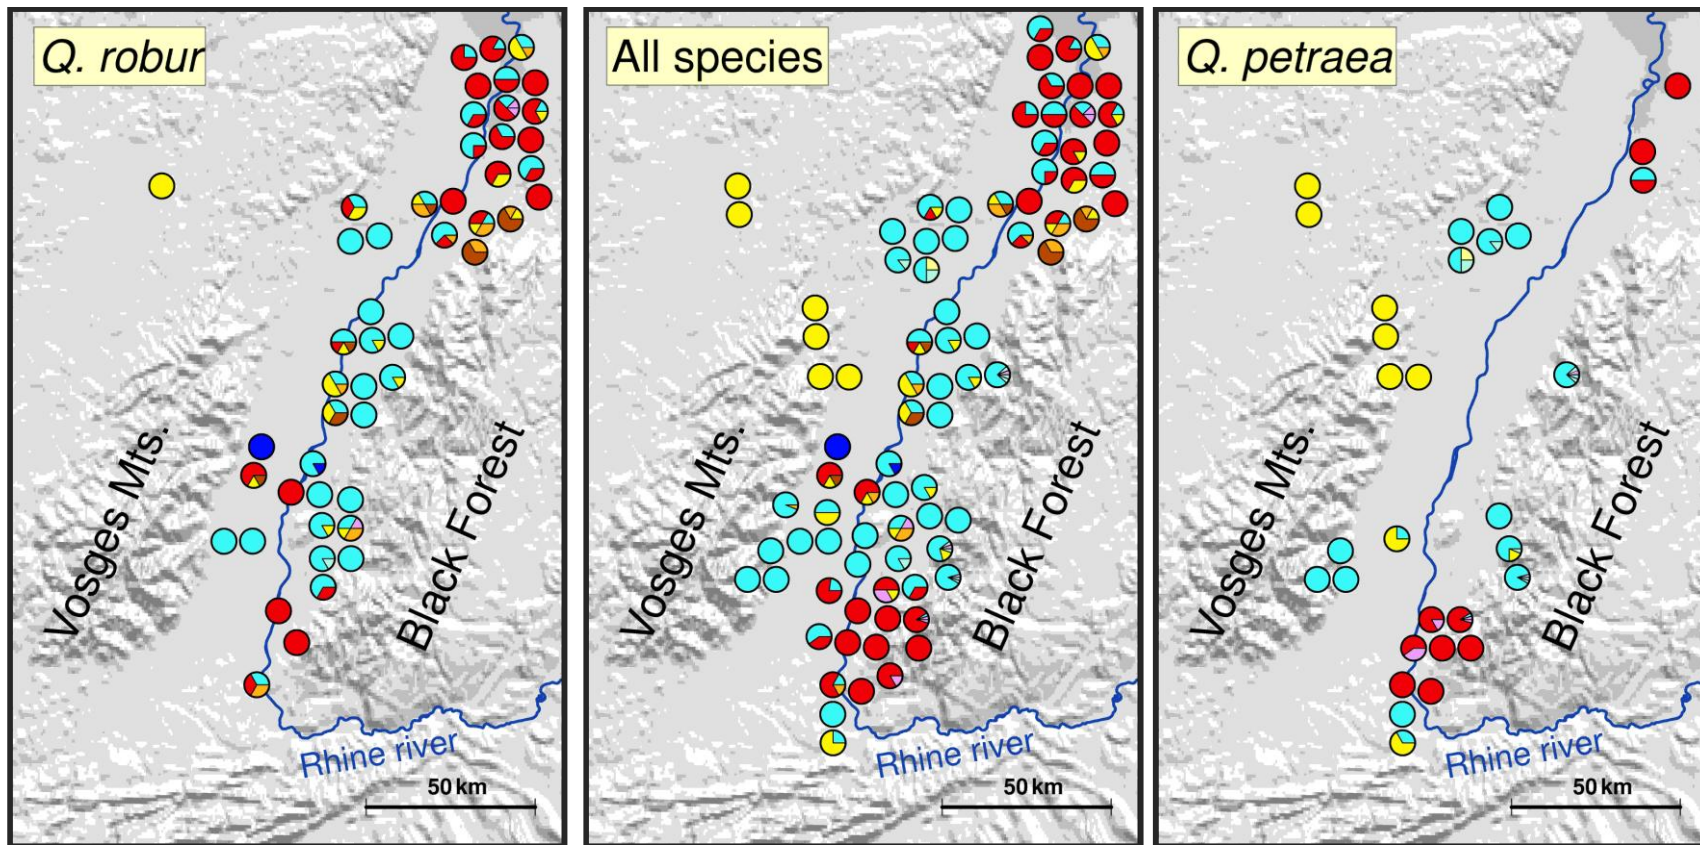 Q. robur
All species
Q. petraea
Vosges Mts.
Black Forest
Rhine river
50 km
Vosges Mts.
Black Forest
Rhine river
50 km
Vosges Mts.
Black Forest
Rhine river
50 km